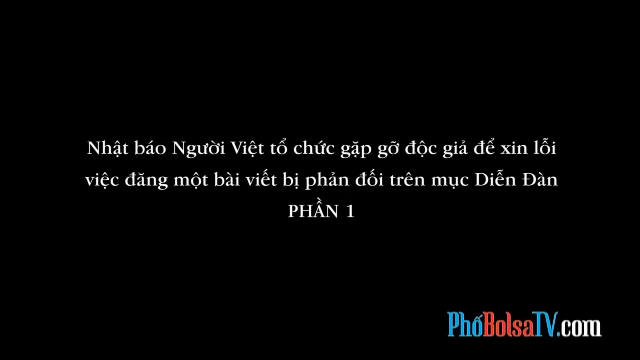 Nhật báo Người Việt tổ chức gặp gỡ độc giả để xin lỗi
việc đăng một bài viết bị phản đối trên mục Diễn Đàn
PHẦN 1
PhốBolsaTV.com